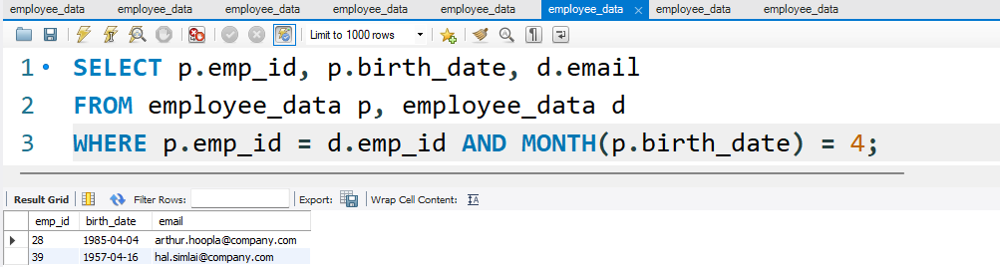 employee_data employee_data employee_data employee_data employee_data employee_data employee_data employee_data
Limit to 1000 rows
1 SELECT p.emp_id, p.birth_date, d.email
2 FROM employee_data p, employee_data d
3 WHERE p.emp_id = d.emp_id AND MONTH(p.birth_date) = 4;
Result Grid Filter Rows: Export: Wrap Cell Content:
emp_id birth_date email
28 1985-04-04 arthur.hoopla@company.com
39 1957-04-16 hal.simlai@company.com